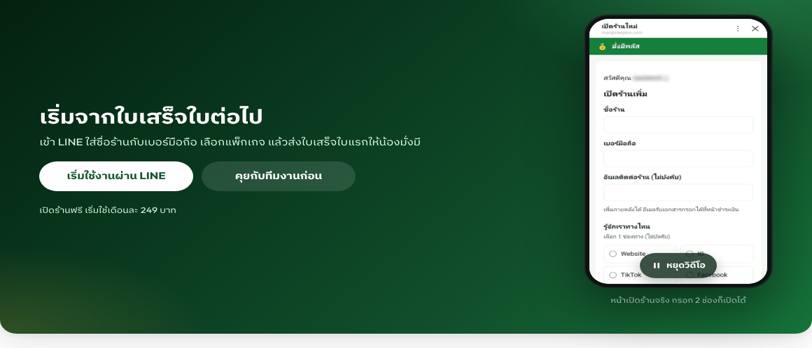 เริ่มจากใบเสร็จใบต่อไป
เข้า LINE ใส่ชื่อร้านกับเบอร์มือถือ เลือกแพ็กเกจ แล้วส่งใบเสร็จใบแรกให้น้องมั่งมี
เริ่มใช้งานผ่าน LINE
คุยกับทีมงานก่อน
เปิดร้านฟรี เริ่มใช้เดือนละ 249 บาท
เปิดร้านใหม่
มั่งมีพลัส
สวัสดีคุณ
เปิดร้านเพิ่ม
ชื่อร้าน
เบอร์มือถือ
อีเมลติดต่อร้าน (ไม่บังคับ)
รู้จักเราทางไหน
เลือก 1 ช่องทาง (ไม่บังคับ)
Website
IG
TikTok
Facebook
หยุดวิดีโอ
หน้าเปิดร้านจริง กรอก 2 ช่องก็เปิดได้